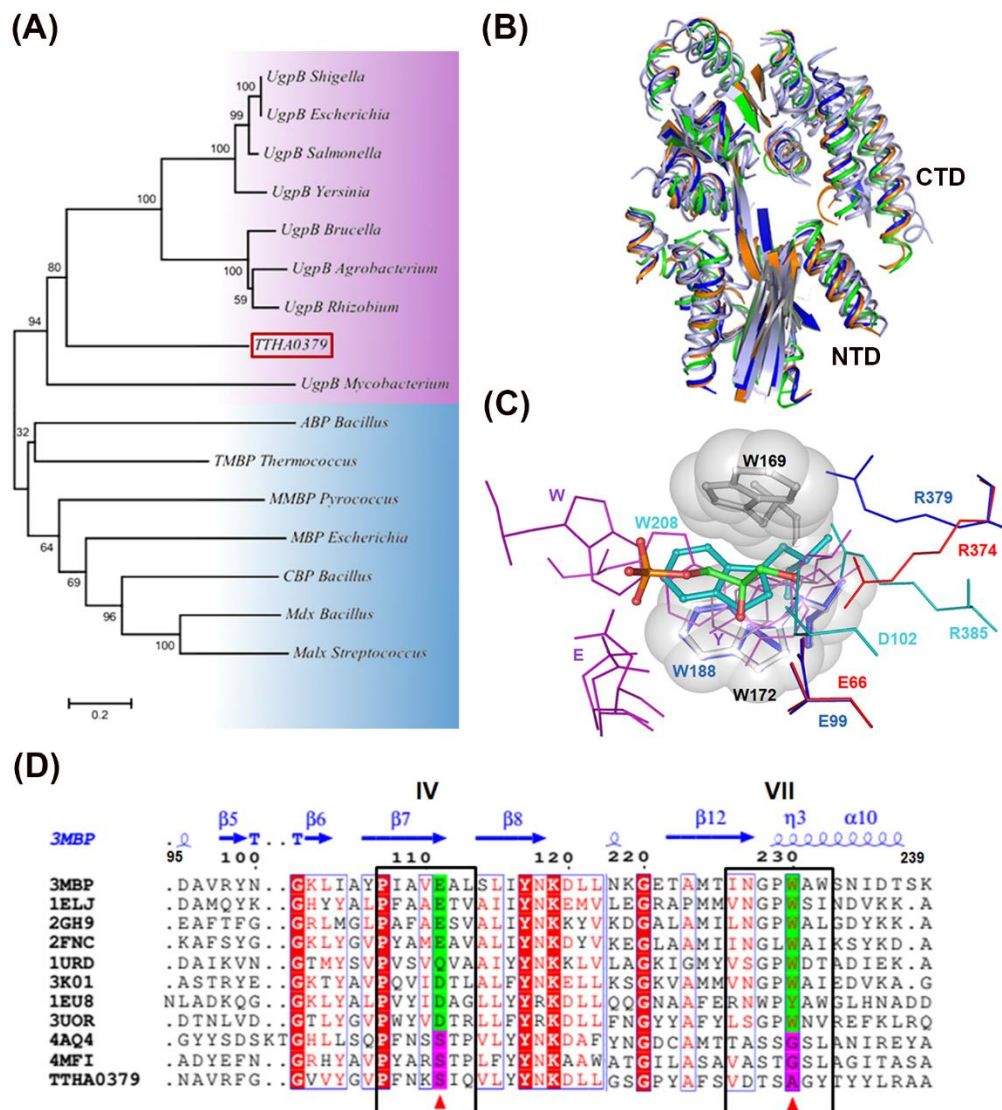 (A)
UgpB Shigella
100
99
UgpB Escherichia
100
UgpB Salmonella
UgpB Yersinia
100
UgpB Brucella
100
UgpB Agrobacterium
59
UgpB Rhizobium
80
TTHA0379
94
UgpB Mycobacterium
ABP Bacillus
32
TMBP Thermococcus
MMBP Pyrococcus
64
MBP Escherichia
69
CBP Bacillus
96
Mdx Bacillus
100
Malx Streptococcus
0.2
(B)
CTD
NTD
(C)
W169
W
R379
W208
R374
Y
D102
R385
E
W188
E66
W172
E99
(D)
IV
VII
β5 β6 β7 β8 β12 η3 α10
3MBP . . T . . . T
95 100 110 120 220 230 239
3MBP .DAVRYN..GKLIAYPIAVEALSLIYNKDLLNKGETAMTINGPWAWSNIDTSK
1ELJ .DAMQYK..GHYYALPFAAETVAIIYNKEMVLEGRAPMMVNGPWSINDVKK.A
2GH9 .EAFTFG..GRLMGLPAFVESVALIYNKKYVKDGHAAMTINGPWALGDYKK.A
2FNC .KAFSYG..GKLYGVPYAMEAVALIYNKDYVKEGLAAMIINGLWAIKSYKD.A
1URD .DAIKVN..GTMYSVPVSVQVAAIYYNKKLVLAGKIGMYVSGPWDTADIEK.A
3K01 .ASTRYE..GKTYAVPQVIDTLALFYNKELLKSGKVAMMVNGPWAIEDVKA.G
1EU8 NLADKQG..GKLYALPVYIDAGLLYYRKDLLQQGNAAFERNWPYAWGLHNADD
3UOR .DTNLVD..GTLYGVPWYVDTRLLFYRKDLLFNGYYAFYLSGPWNVREFKLRQ
4AQ4 .GYYSDSKTGHLLSQPFNSSTPVLYYNKDAFYNGDCAMTTASSGSLANIRQYA
4MFI .ADYEFN..GRHYAVPYARSTPLFYYNKAAWATGILASAVASTGSLAGITASA
TTHA0379 .NAVRFG..GVVYGVPFNKSIQVLYYNKDLLGSGPYAFSVDTSAGYTYYLRAA